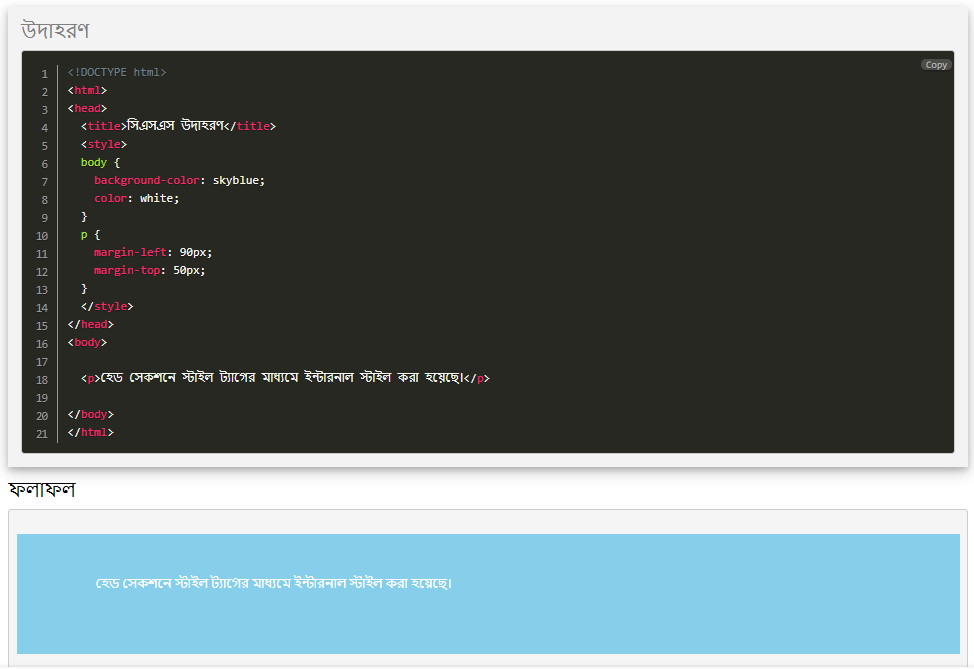 উদাহরণ
Copy
1 <!DOCTYPE html>
2 <html>
3 <head>
4 <title>সিএসএস উদাহরণ</title>
5 <style>
6 body {
7 background-color: skyblue;
8 color: white;
9 }
10 p {
11 margin-left: 90px;
12 margin-top: 50px;
13 }
14 </style>
15 </head>
16 <body>
17
18 <p>হেড সেকশনে স্টাইল ট্যাগের মাধ্যমে ইন্টারনাল স্টাইল করা হয়েছে।</p>
19
20 </body>
21 </html>
ফলাফল
হেড সেকশনে স্টাইল ট্যাগের মাধ্যমে ইন্টারনাল স্টাইল করা হয়েছে।